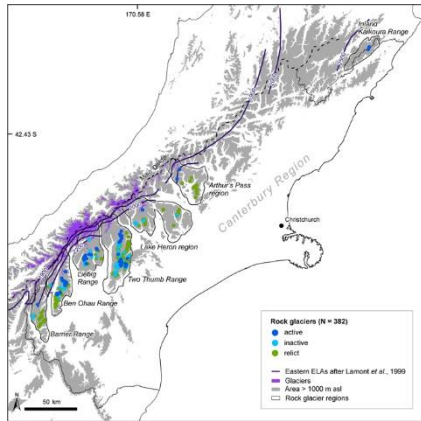 170.58 E
Inland
Kaikoura Range
42.43 S
Arthur's Pass
region
Canterbury Region
Christchurch
Lake Heron region
Liebig
Range
Two Thumb Range
Ben Ohau Range
Barrier Range
Rock glaciers (N = 382)
active
inactive
relict
Eastern ELAs after Lamont et al., 1999
Glaciers
Area > 1000 m asl
Rock glacier regions
N
50 km